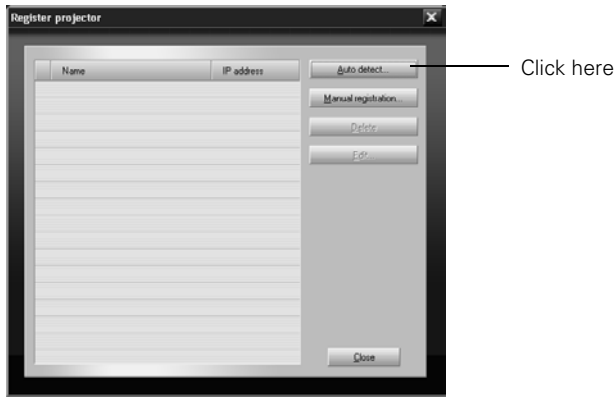 Register projector
Name IP address
Auto detect...
Click here
Manual registration...
Delete
Edit...
Close